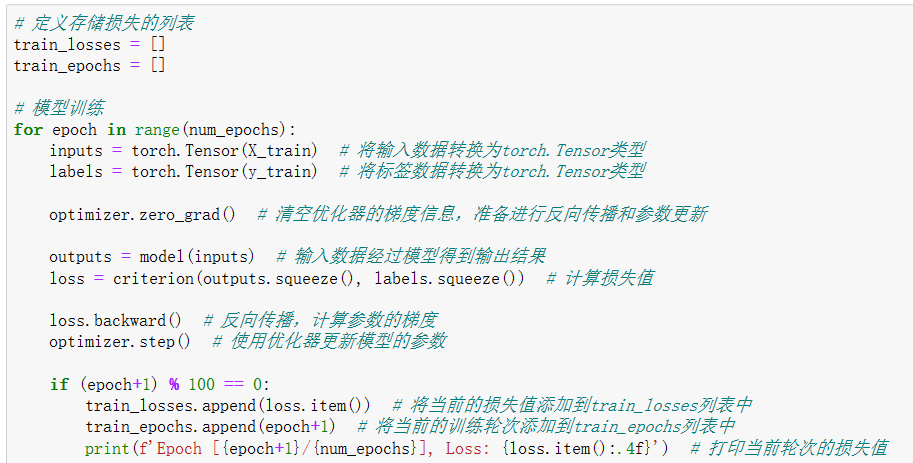 # 定义存储损失的列表
train_losses = []
train_epochs = []
# 模型训练
for epoch in range(num_epochs):
    inputs = torch.Tensor(X_train)  # 将输入数据转换为torch.Tensor类型
    labels = torch.Tensor(y_train)  # 将标签数据转换为torch.Tensor类型
    optimizer.zero_grad()  # 清空优化器的梯度信息，准备进行反向传播和参数更新
    outputs = model(inputs)  # 输入数据经过模型得到输出结果
    loss = criterion(outputs.squeeze(), labels.squeeze())  # 计算损失值
    loss.backward()  # 反向传播，计算参数的梯度
    optimizer.step()  # 使用优化器更新模型的参数
    if (epoch+1) % 100 == 0:
        train_losses.append(loss.item())  # 将当前的损失值添加到train_losses列表中
        train_epochs.append(epoch+1)  # 将当前的训练轮次添加到train_epochs列表中
        print(f'Epoch [{epoch+1}/{num_epochs}], Loss: {loss.item():.4f}')  # 打印当前轮次的损失值